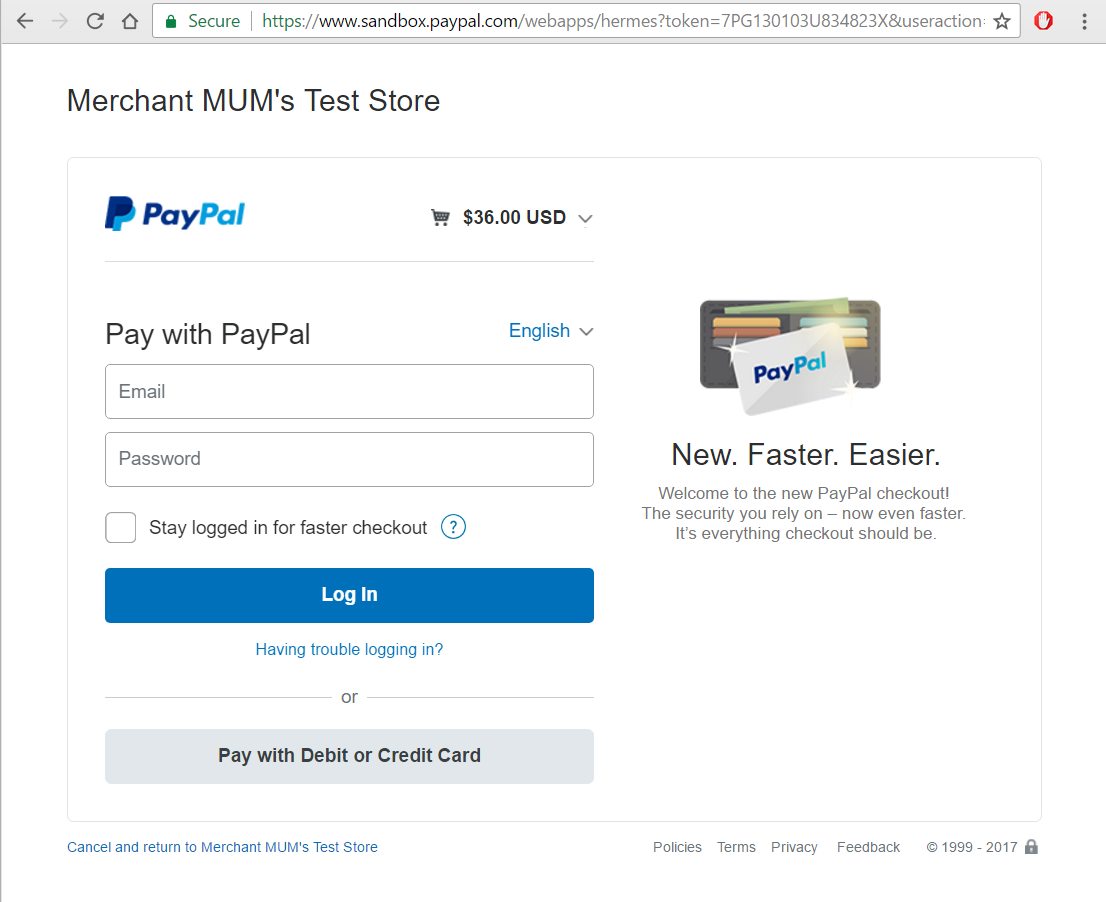 Secure https://www.sandbox.paypal.com/webapps/hermes?token=7PG130103U834823X&useraction
Merchant MUM's Test Store
PayPal
$36.00 USD
Pay with PayPal
English
Email
Password
Stay logged in for faster checkout ?
Log In
Having trouble logging in?
or
Pay with Debit or Credit Card
PayPal
New. Faster. Easier.
Welcome to the new PayPal checkout!
The security you rely on – now even faster.
It’s everything checkout should be.
Cancel and return to Merchant MUM's Test Store
Policies Terms Privacy Feedback © 1999 - 2017